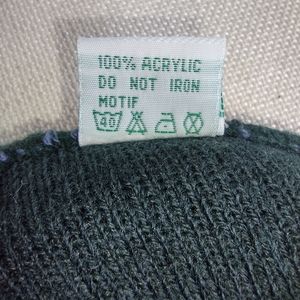 100% ACRYLIC
DO NOT IRON
MOTIF
40